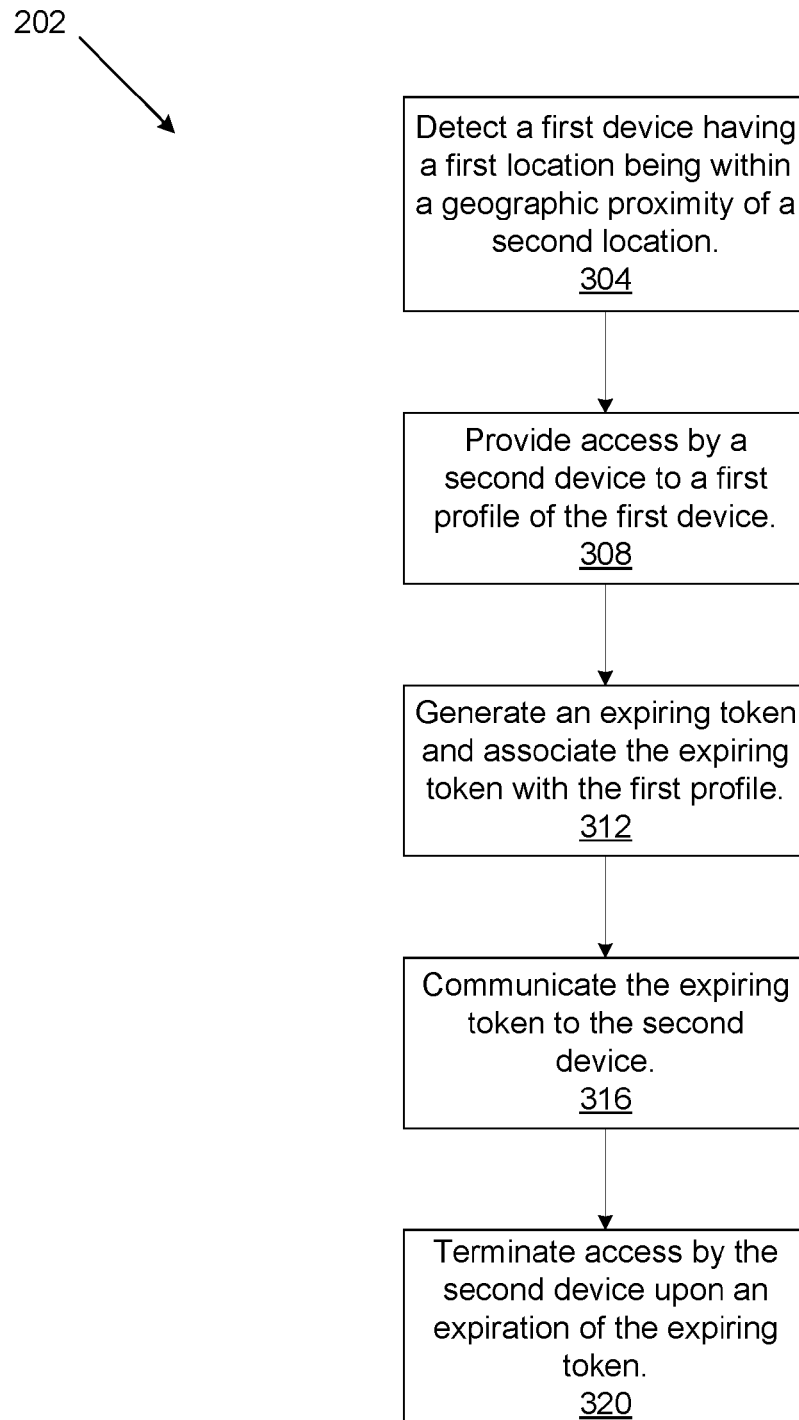 202
Detect a first device having
a first location being within
a geographic proximity of a
second location.
304
Provide access by a
second device to a first
profile of the first device.
308
Generate an expiring token
and associate the expiring
token with the first profile.
312
Communicate the expiring
token to the second
device.
316
Terminate access by the
second device upon an
expiration of the expiring
token.
320